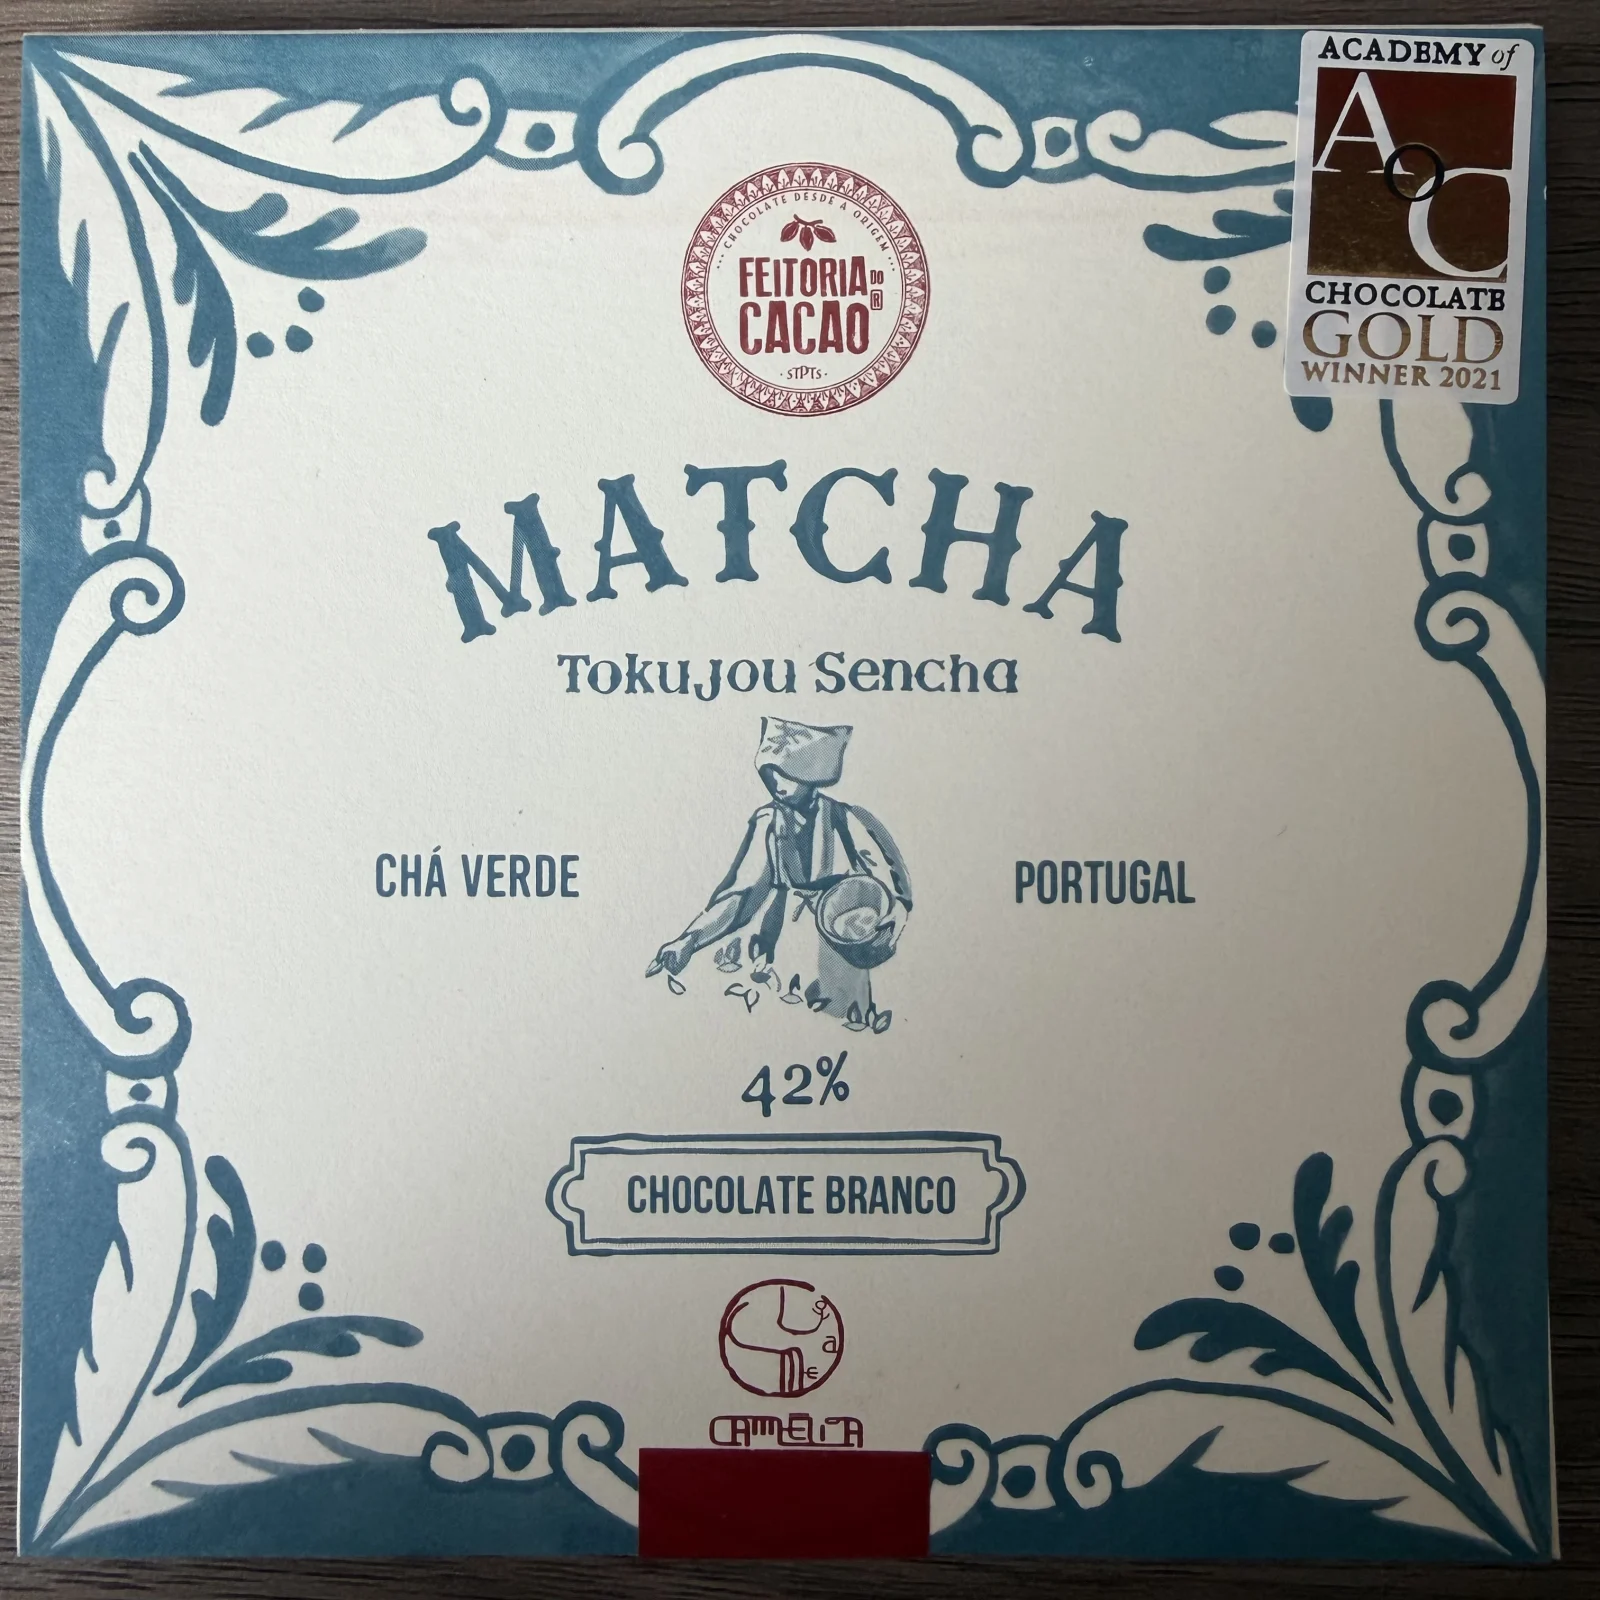 ACADEMY of
AOC
CHOCOLATE
GOLD
WINNER 2021
CHOCOLATE DESDE A ORIGEM
FEITORIA DO
CACAO
· STPTS ·
MATCHA
Tokujou Sencha
CHÁ VERDE
PORTUGAL
42%
CHOCOLATE BRANCO
CAMELIA